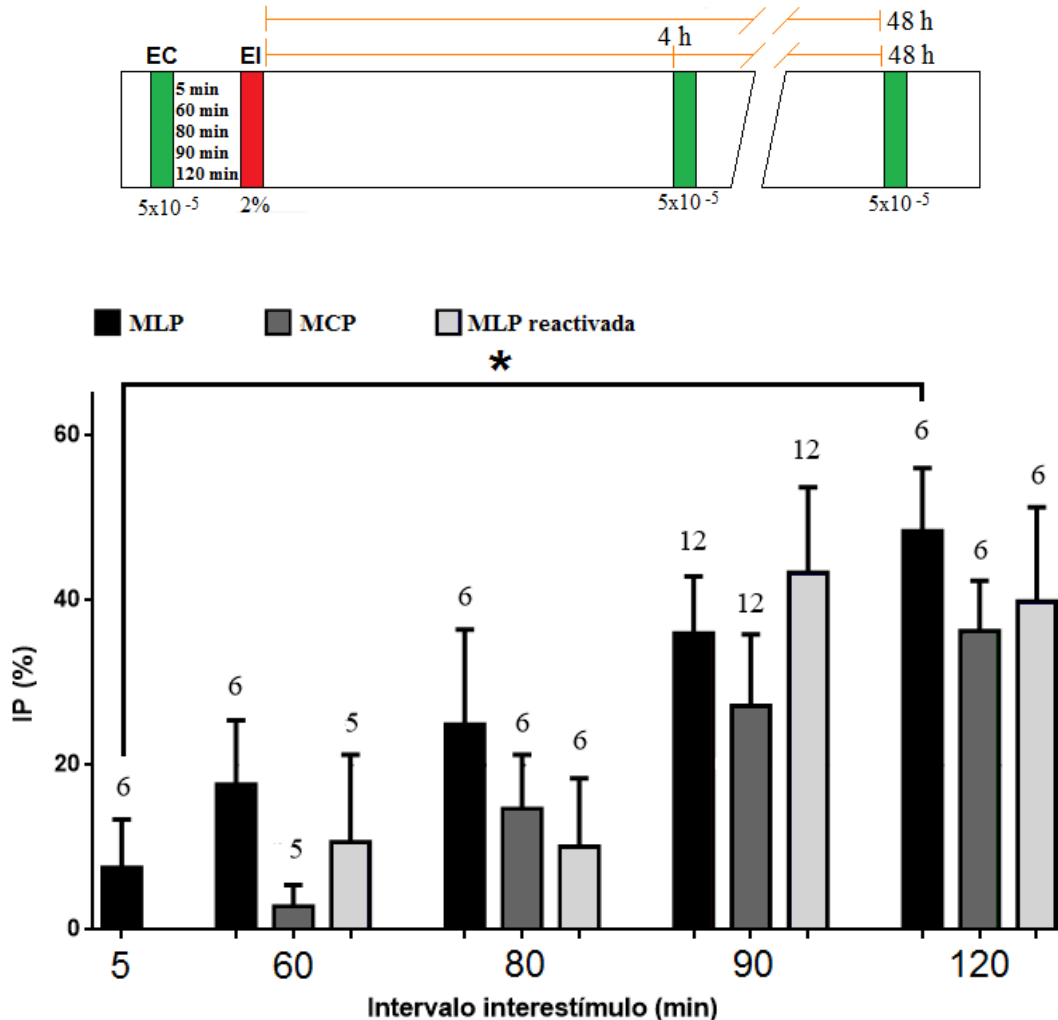 48 h
4 h
48 h
EC EI
5 min
60 min
80 min
90 min
120 min
5x10 -5 2% 5x10 -5 5x10 -5
MLP MCP MLP reactivada
*
60
40
20
0
IP (%)
6
6 5 5
6 6 6
12 12 12
6 6 6
5 60 80 90 120
Intervalo interestímulo (min)